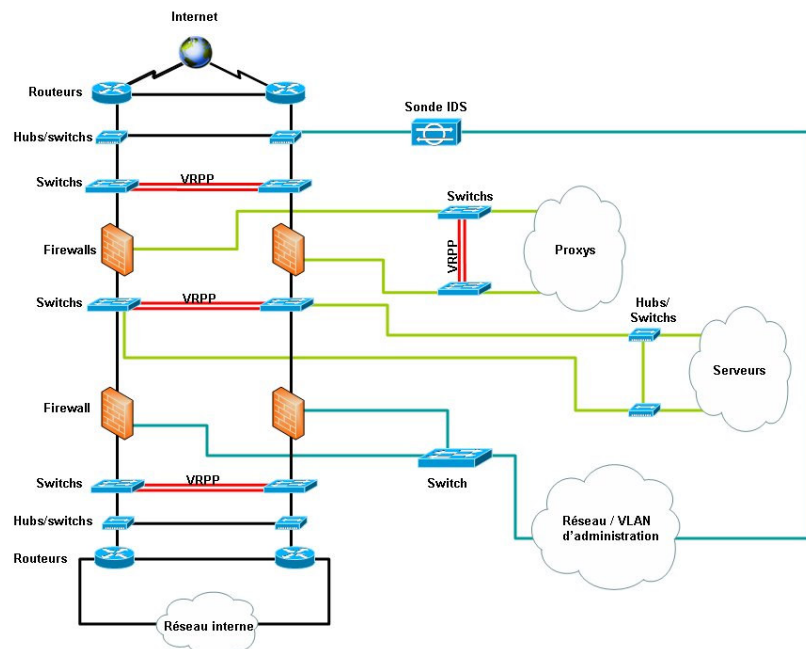 Internet
Routeurs
Sonde IDS
Hubs/switchs
Switchs
VRPP
Switchs
VRPP
Proxys
Firewalls
Switchs
VRPP
Hubs/
Switchs
Serveurs
Firewall
Switchs
VRPP
Switch
Réseau / VLAN
d'administration
Hubs/switchs
Routeurs
Réseau interne